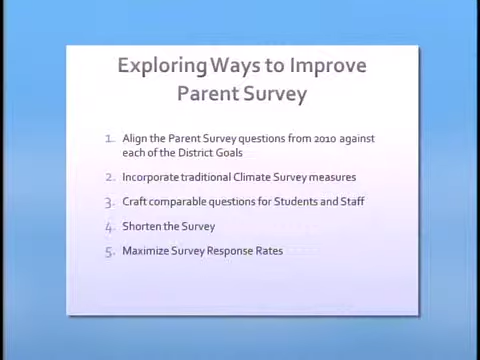 Exploring Ways to Improve
Parent Survey
1. Align the Parent Survey questions from 2010 against
each of the District Goals
2. Incorporate traditional Climate Survey measures
3. Craft comparable questions for Students and Staff
4. Shorten the Survey
5. Maximize Survey Response Rates